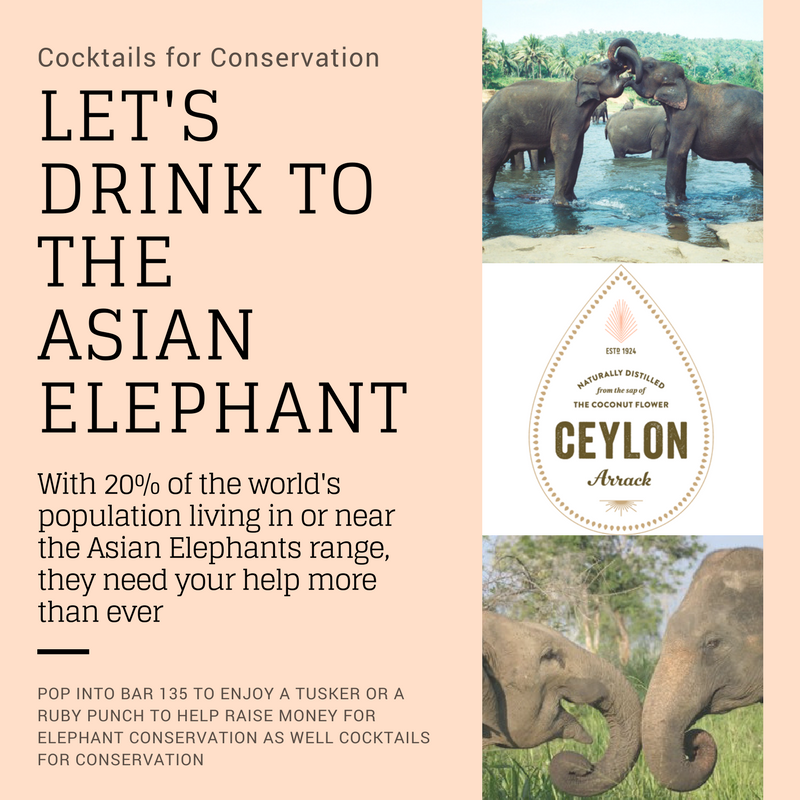 Cocktails for Conservation
LET'S
DRINK TO
THE
ASIAN
ELEPHANT
With 20% of the world's
population living in or near
the Asian Elephants range,
they need your help more
than ever
POP INTO BAR 135 TO ENJOY A TUSKER OR A
RUBY PUNCH TO HELP RAISE MONEY FOR
ELEPHANT CONSERVATION AS WELL COCKTAILS
FOR CONSERVATION
ESTD 1924
NATURALLY DISTILLED
from the sap of
THE COCONUT FLOWER
CEYLON
Arrack